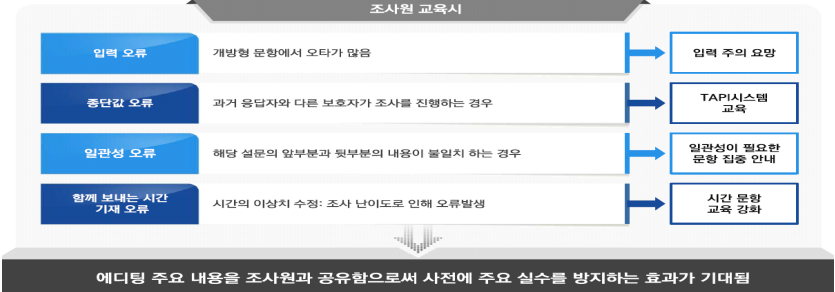 조사원 교육시
입력 오류
개방형 문항에서 오타가 많음
입력 주의 요망
종단값 오류
과거 응답자와 다른 보호자가 조사를 진행하는 경우
TAPI시스템
교육
일관성 오류
해당 설문의 앞부분과 뒷부분의 내용이 불일치 하는 경우
일관성이 필요한
문항 집중 안내
함께 보내는 시간
기재 오류
시간의 이상치 수정: 조사 난이도로 인해 오류발생
시간 문항
교육 강화
에디팅 주요 내용을 조사원과 공유함으로써 사전에 주요 실수를 방지하는 효과가 기대됨